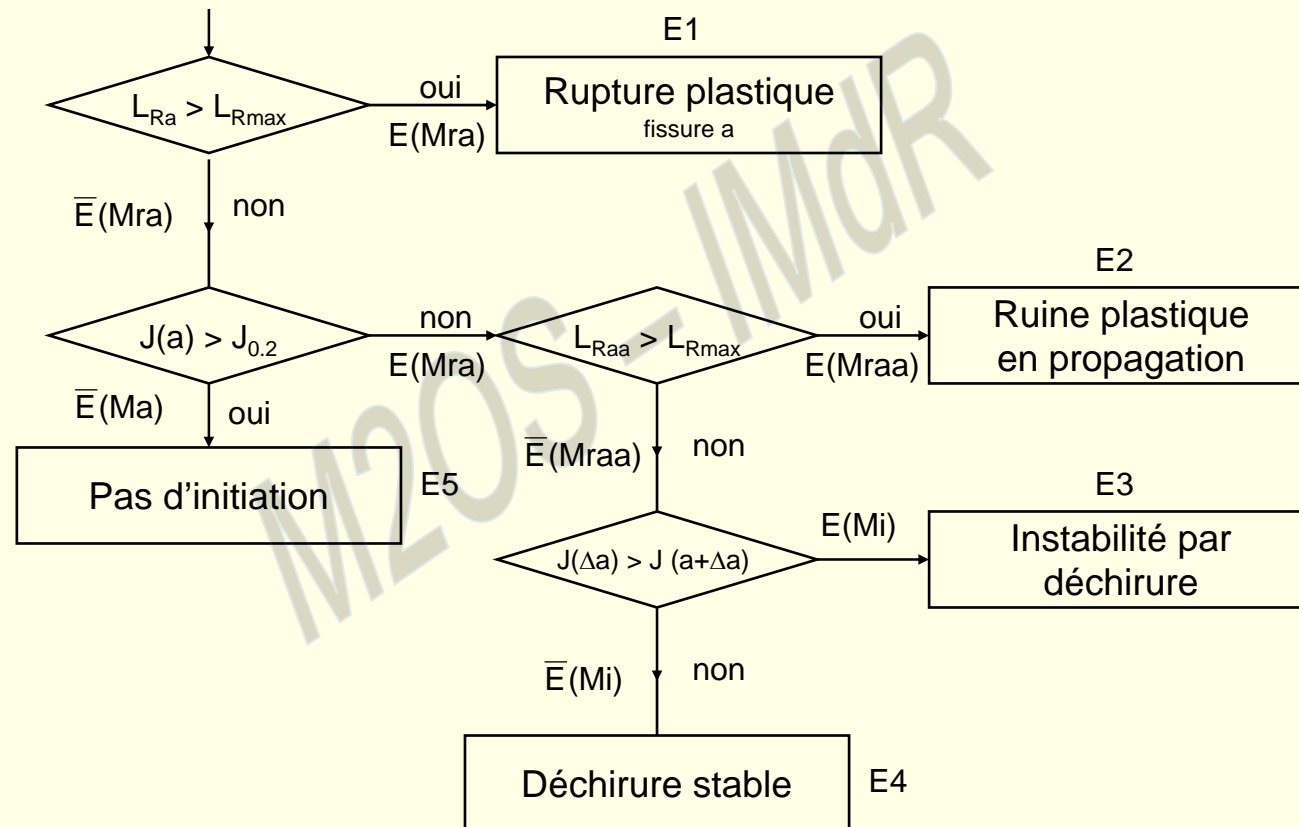 E1
L_Ra > L_Rmax
oui
E(Mra)
Rupture plastique
fissure a
E̅(Mra)
non
J(a) > J_0.2
non
E(Mra)
L_Raa > L_Rmax
oui
E(Mraa)
E2
Ruine plastique
en propagation
E̅(Ma)
oui
Pas d'initiation
E5
E̅(Mraa)
non
J(Δa) > J (a+Δa)
E(Mi)
E3
Instabilité par
déchirure
E̅(Mi)
non
Déchirure stable
E4
M2OS – IMdR